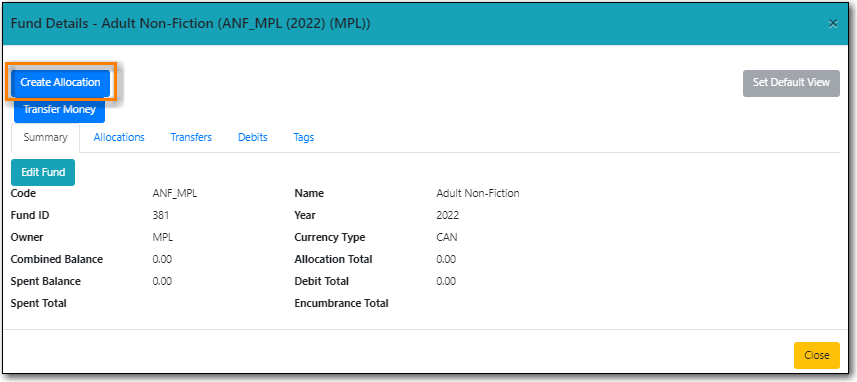 Fund Details - Adult Non-Fiction (ANF_MPL (2022) (MPL)) ×
Create Allocation Set Default View
Transfer Money
Summary Allocations Transfers Debits Tags
Edit Fund
Code ANF_MPL Name Adult Non-Fiction
Fund ID 381 Year 2022
Owner MPL Currency Type CAN
Combined Balance 0.00 Allocation Total 0.00
Spent Balance 0.00 Debit Total 0.00
Spent Total Encumbrance Total
Close